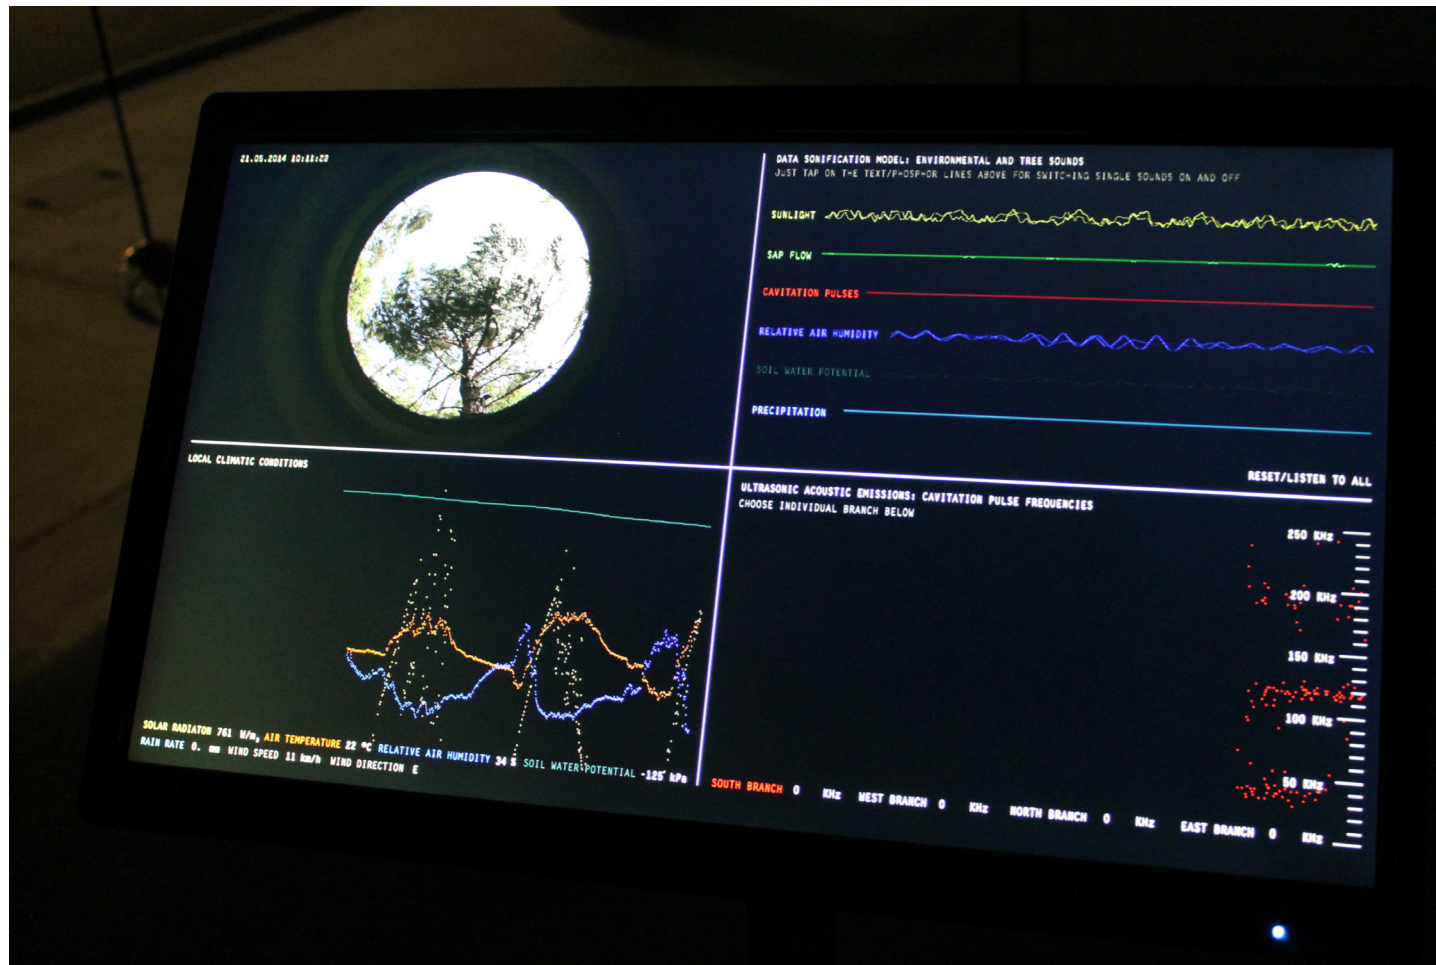 21.05.2014 10:11:22
DATA SONIFICATION MODEL: ENVIRONMENTAL AND TREE SOUNDS
JUST TAP ON THE TEXT/PHOSPHOR LINES ABOVE FOR SWITCHING SINGLE SOUNDS ON AND OFF
SUNLIGHT
SAP FLOW
CAVITATION PULSES
RELATIVE AIR HUMIDITY
SOIL WATER POTENTIAL
PRECIPITATION
RESET/LISTEN TO ALL
LOCAL CLIMATIC CONDITIONS
SOLAR RADIATON 761 W/m₂ AIR TEMPERATURE 22 ºC RELATIVE AIR HUMIDITY 34 % SOIL WATER POTENTIAL -125 kPa
RAIN RATE 0. mm WIND SPEED 11 km/h WIND DIRECTION E
ULTRASONIC ACOUSTIC EMISSIONS: CAVITATION PULSE FREQUENCIES
CHOOSE INDIVIDUAL BRANCH BELOW
250 KHz
200 KHz
150 KHz
100 KHz
50 KHz
SOUTH BRANCH 0 KHz WEST BRANCH 0 KHz NORTH BRANCH 0 KHz EAST BRANCH 0 KHz